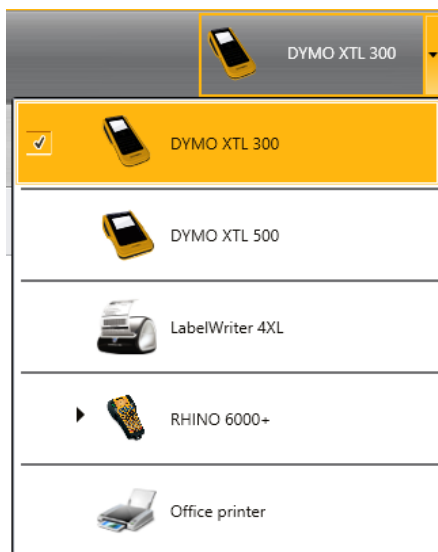 DYMO XTL 300
DYMO XTL 300
DYMO XTL 500
LabelWriter 4XL
RHINO 6000+
Office printer